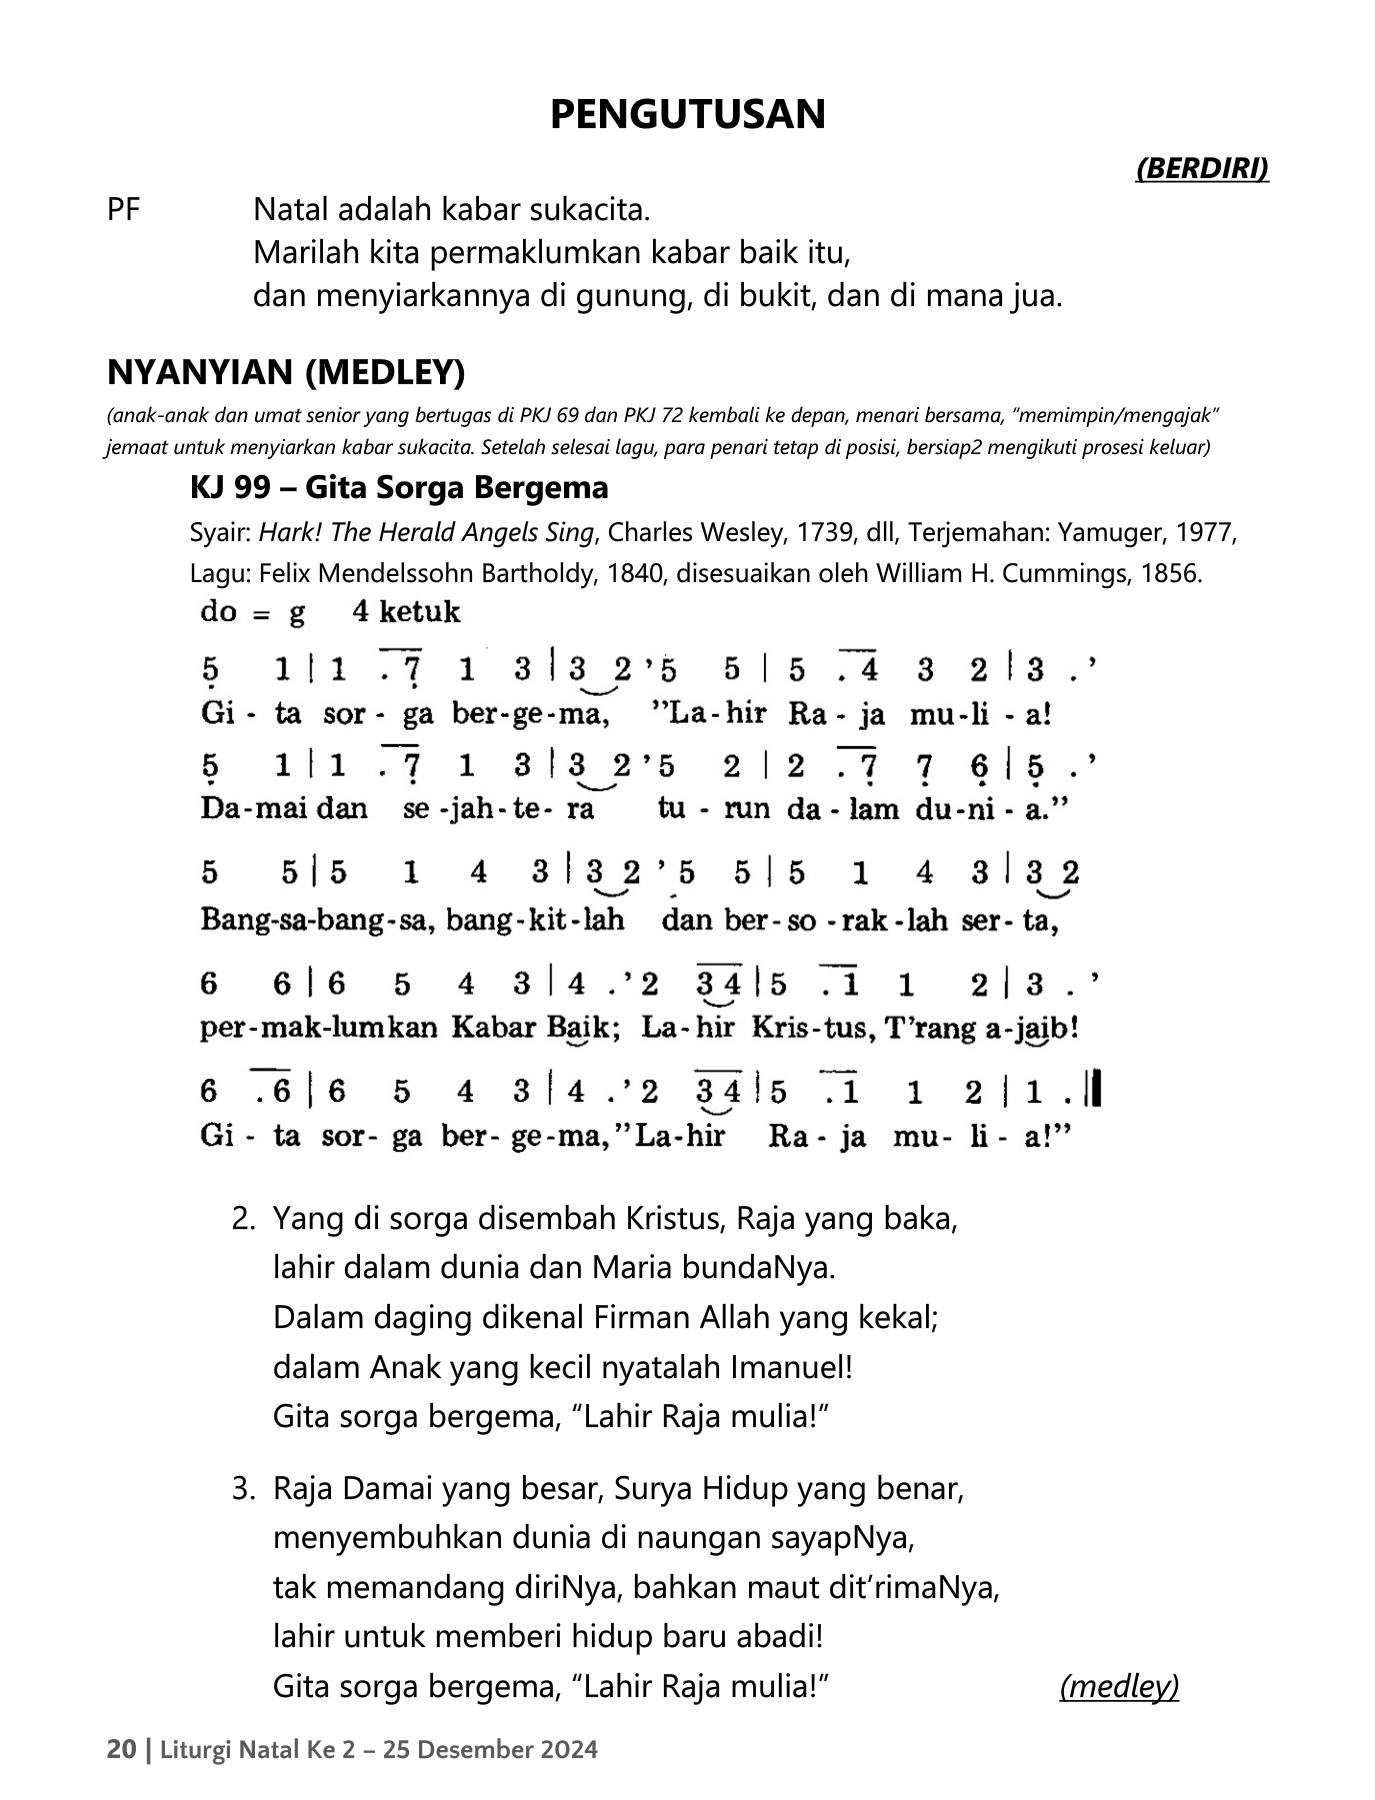 PENGUTUSAN
(BERDIRI)
PF Natal adalah kabar sukacita.
Marilah kita permaklumkan kabar baik itu,
dan menyiarkannya di gunung, di bukit, dan di mana jua.
NYANYIAN (MEDLEY)
(anak-anak dan umat senior yang bertugas di PKJ 69 dan PKJ 72 kembali ke depan, menari bersama, “memimpin/mengajak”
jemaat untuk menyiarkan kabar sukacita. Setelah selesai lagu, para penari tetap di posisi, bersiap2 mengikuti prosesi keluar)
KJ 99 – Gita Sorga Bergema
Syair: Hark! The Herald Angels Sing, Charles Wesley, 1739, dll, Terjemahan: Yamuger, 1977,
Lagu: Felix Mendelssohn Bartholdy, 1840, disesuaikan oleh William H. Cummings, 1856.
do = g 4 ketuk
5̣ 1 | 1 .7̣ 1 3 | 3 2 ’ 5 5 | 5 .4 3 2 | 3 . ’
Gi - ta sor - ga ber-ge-ma, ”La-hir Ra - ja mu-li - a!
5̣ 1 | 1 .7̣ 1 3 | 3 2 ’ 5 2 | 2 .7̣ 7̣ 6̣ | 5̣ . ’
Da-mai dan se -jah-te- ra tu - run da - lam du-ni - a.”
5 5 | 5 1 4 3 | 3 2 ’ 5 5 | 5 1 4 3 | 3 2
Bang-sa-bang-sa, bang-kit-lah dan ber-so -rak-lah ser-ta,
6 6 | 6 5 4 3 | 4 . ’ 2 3 4 | 5 .1 1 2 | 3 . ’
per-mak-lumkan Kabar Baik; La-hir Kris-tus, T’rang a-jaib!
6 .6 | 6 5 4 3 | 4 . ’ 2 3 4 | 5 .1 1 2 | 1 . ||
Gi - ta sor- ga ber- ge-ma,”La-hir Ra - ja mu- li - a!”
2. Yang di sorga disembah Kristus, Raja yang baka,
lahir dalam dunia dan Maria bundaNya.
Dalam daging dikenal Firman Allah yang kekal;
dalam Anak yang kecil nyatalah Imanuel!
Gita sorga bergema, “Lahir Raja mulia!”
3. Raja Damai yang besar, Surya Hidup yang benar,
menyembuhkan dunia di naungan sayapNya,
tak memandang diriNya, bahkan maut dit’rimaNya,
lahir untuk memberi hidup baru abadi!
Gita sorga bergema, “Lahir Raja mulia!” (medley)
20 | Liturgi Natal Ke 2 – 25 Desember 2024